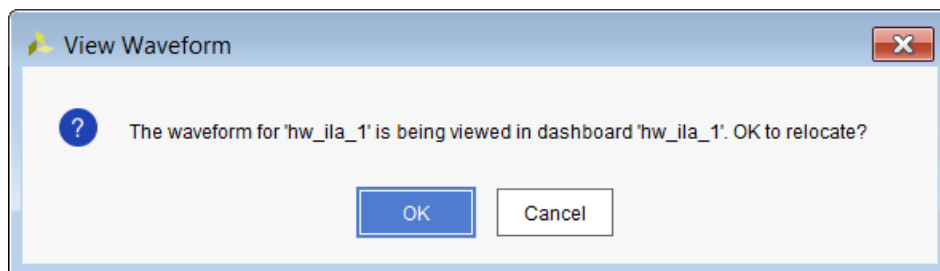 View Waveform
The waveform for 'hw_ila_1' is being viewed in dashboard 'hw_ila_1'. OK to relocate?
OK
Cancel